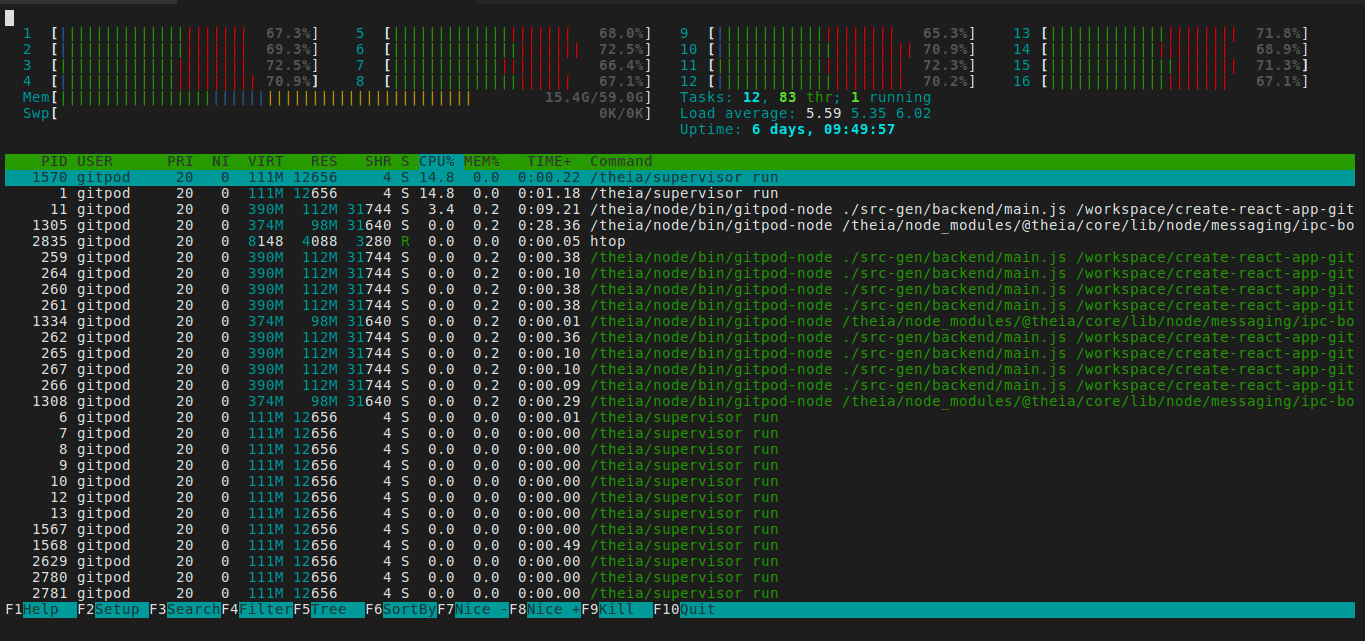 1 [||||||||||||||||||||| 67.3%] 5 [|||||||||||||||||||| 68.0%] 9 [|||||||||||||||||||| 65.3%] 13 [||||||||||||||||||||| 71.8%]
2 [||||||||||||||||||||| 69.3%] 6 [||||||||||||||||||||| 72.5%] 10 [|||||||||||||||||||||| 70.9%] 14 [|||||||||||||||||||| 68.9%]
3 [||||||||||||||||||||| 72.5%] 7 [||||||||||||||||||| 66.4%] 11 [||||||||||||||||||||| 72.3%] 15 [||||||||||||||||||||| 71.3%]
4 [|||||||||||||||||||||| 70.9%] 8 [|||||||||||||||||||| 67.1%] 12 [||||||||||||||||||||| 70.2%] 16 [|||||||||||||||||||| 67.1%]
Mem[|||||||||||||||||||||||||||||||||||||||||||||| 15.4G/59.0G] Tasks: 12, 83 thr; 1 running
Swp[ 0K/0K] Load average: 5.59 5.35 6.02
Uptime: 6 days, 09:49:57
PID USER PRI NI VIRT RES SHR S CPU% MEM% TIME+ Command
1570 gitpod 20 0 111M 12656 4 S 14.8 0.0 0:00.22 /theia/supervisor run
1 gitpod 20 0 111M 12656 4 S 14.8 0.0 0:01.18 /theia/supervisor run
11 gitpod 20 0 390M 112M 31744 S 3.4 0.2 0:09.21 /theia/node/bin/gitpod-node ./src-gen/backend/main.js /workspace/create-react-app-git
1305 gitpod 20 0 374M 98M 31640 S 0.0 0.2 0:28.36 /theia/node/bin/gitpod-node /theia/node_modules/@theia/core/lib/node/messaging/ipc-bo
2835 gitpod 20 0 8148 4088 3280 R 0.0 0.0 0:00.05 htop
259 gitpod 20 0 390M 112M 31744 S 0.0 0.2 0:00.38 /theia/node/bin/gitpod-node ./src-gen/backend/main.js /workspace/create-react-app-git
264 gitpod 20 0 390M 112M 31744 S 0.0 0.2 0:00.10 /theia/node/bin/gitpod-node ./src-gen/backend/main.js /workspace/create-react-app-git
260 gitpod 20 0 390M 112M 31744 S 0.0 0.2 0:00.38 /theia/node/bin/gitpod-node ./src-gen/backend/main.js /workspace/create-react-app-git
261 gitpod 20 0 390M 112M 31744 S 0.0 0.2 0:00.38 /theia/node/bin/gitpod-node ./src-gen/backend/main.js /workspace/create-react-app-git
1334 gitpod 20 0 374M 98M 31640 S 0.0 0.2 0:00.01 /theia/node/bin/gitpod-node /theia/node_modules/@theia/core/lib/node/messaging/ipc-bo
262 gitpod 20 0 390M 112M 31744 S 0.0 0.2 0:00.36 /theia/node/bin/gitpod-node ./src-gen/backend/main.js /workspace/create-react-app-git
265 gitpod 20 0 390M 112M 31744 S 0.0 0.2 0:00.10 /theia/node/bin/gitpod-node ./src-gen/backend/main.js /workspace/create-react-app-git
267 gitpod 20 0 390M 112M 31744 S 0.0 0.2 0:00.10 /theia/node/bin/gitpod-node ./src-gen/backend/main.js /workspace/create-react-app-git
266 gitpod 20 0 390M 112M 31744 S 0.0 0.2 0:00.09 /theia/node/bin/gitpod-node ./src-gen/backend/main.js /workspace/create-react-app-git
1308 gitpod 20 0 374M 98M 31640 S 0.0 0.2 0:00.29 /theia/node/bin/gitpod-node /theia/node_modules/@theia/core/lib/node/messaging/ipc-bo
6 gitpod 20 0 111M 12656 4 S 0.0 0.0 0:00.01 /theia/supervisor run
7 gitpod 20 0 111M 12656 4 S 0.0 0.0 0:00.00 /theia/supervisor run
8 gitpod 20 0 111M 12656 4 S 0.0 0.0 0:00.00 /theia/supervisor run
9 gitpod 20 0 111M 12656 4 S 0.0 0.0 0:00.00 /theia/supervisor run
10 gitpod 20 0 111M 12656 4 S 0.0 0.0 0:00.00 /theia/supervisor run
12 gitpod 20 0 111M 12656 4 S 0.0 0.0 0:00.00 /theia/supervisor run
13 gitpod 20 0 111M 12656 4 S 0.0 0.0 0:00.00 /theia/supervisor run
1567 gitpod 20 0 111M 12656 4 S 0.0 0.0 0:00.00 /theia/supervisor run
1568 gitpod 20 0 111M 12656 4 S 0.0 0.0 0:00.49 /theia/supervisor run
2629 gitpod 20 0 111M 12656 4 S 0.0 0.0 0:00.00 /theia/supervisor run
2780 gitpod 20 0 111M 12656 4 S 0.0 0.0 0:00.00 /theia/supervisor run
2781 gitpod 20 0 111M 12656 4 S 0.0 0.0 0:00.00 /theia/supervisor run
F1Help F2Setup F3SearchF4FilterF5Tree F6SortByF7Nice -F8Nice +F9Kill F10Quit